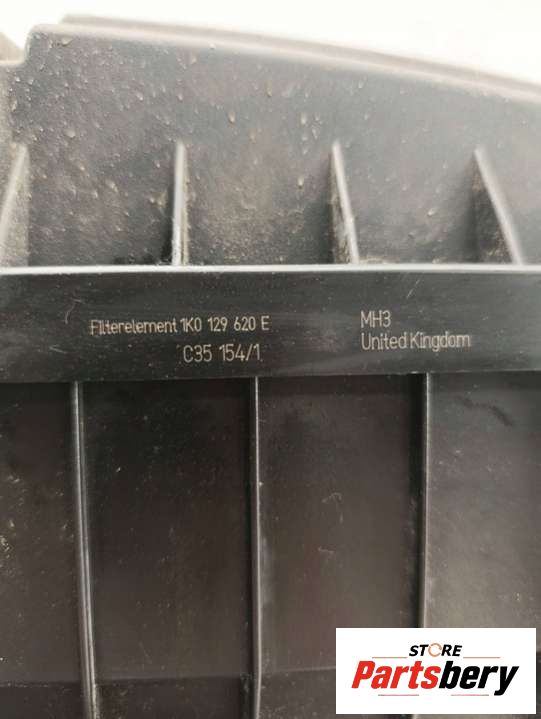 Filterelement 1K0 129 620 E
C35 154/1
MH3
United Kingdom
STORE
Partsbery